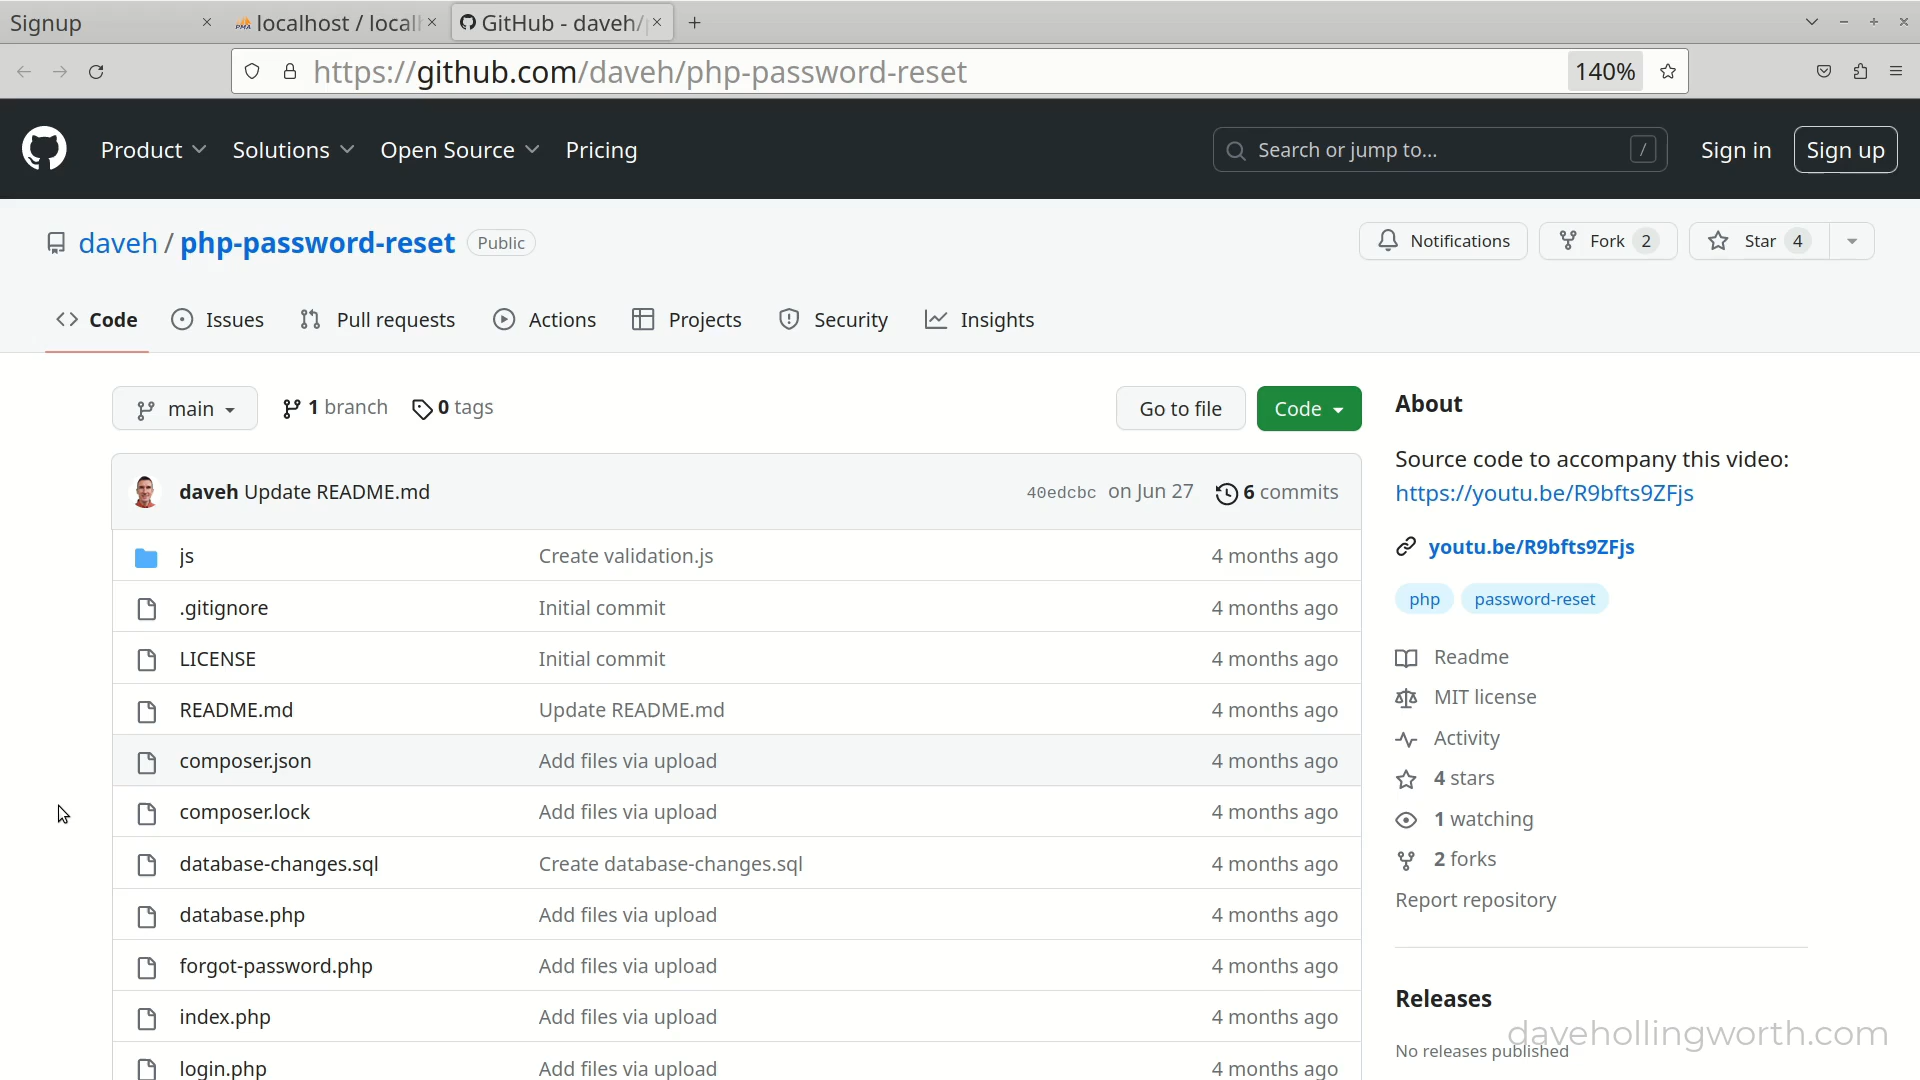 Signup
localhost / locall
GitHub - daveh/
https://github.com/daveh/php-password-reset
140%
Product
Solutions
Open Source
Pricing
Search or jump to...
/
Sign in
Sign up
daveh / php-password-reset
Public
Notifications
Fork 2
Star 4
Code
Issues
Pull requests
Actions
Projects
Security
Insights
main
1 branch
0 tags
Go to file
Code
daveh Update README.md
40edcbc on Jun 27
6 commits
js Create validation.js 4 months ago
.gitignore Initial commit 4 months ago
LICENSE Initial commit 4 months ago
README.md Update README.md 4 months ago
composer.json Add files via upload 4 months ago
composer.lock Add files via upload 4 months ago
database-changes.sql Create database-changes.sql 4 months ago
database.php Add files via upload 4 months ago
forgot-password.php Add files via upload 4 months ago
index.php Add files via upload 4 months ago
login.php Add files via upload 4 months ago
About
Source code to accompany this video:
https://youtu.be/R9bfts9ZFjs
youtu.be/R9bfts9ZFjs
php
password-reset
Readme
MIT license
Activity
4 stars
1 watching
2 forks
Report repository
Releases
No releases published
davehollingworth.com